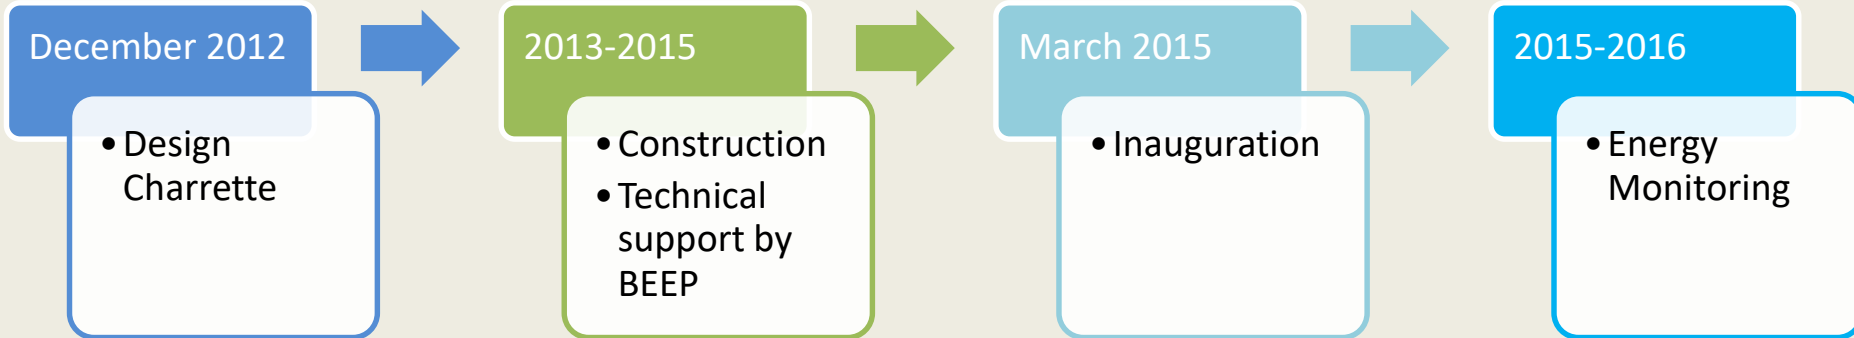 December 2012
• Design
Charrette
2013-2015
• Construction
• Technical
support by
BEEP
March 2015
• Inauguration
2015-2016
• Energy
Monitoring